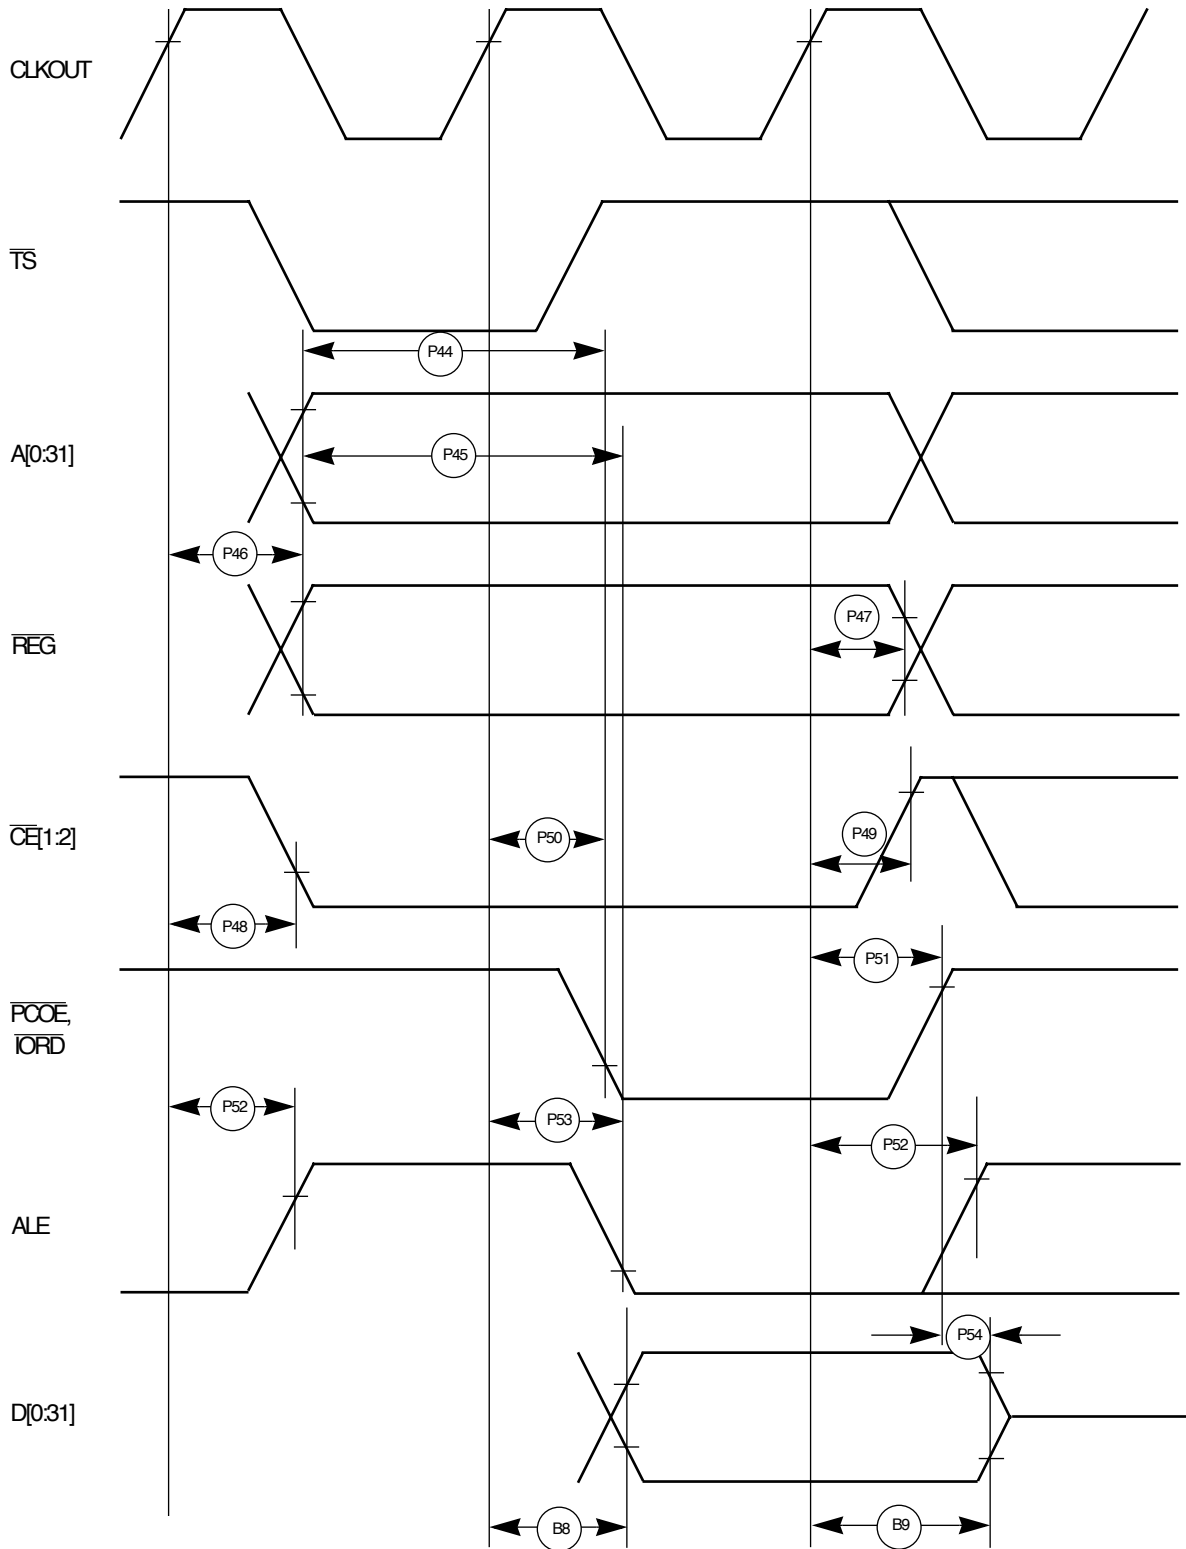 CLKOUT
TS
P44
A[0:31]
P45
P46
REG
P47
CE[1:2]
P50
P49
P48
P51
PCOE,
IORD
P52
P53
P52
ALE
P54
D[0:31]
B8
B9